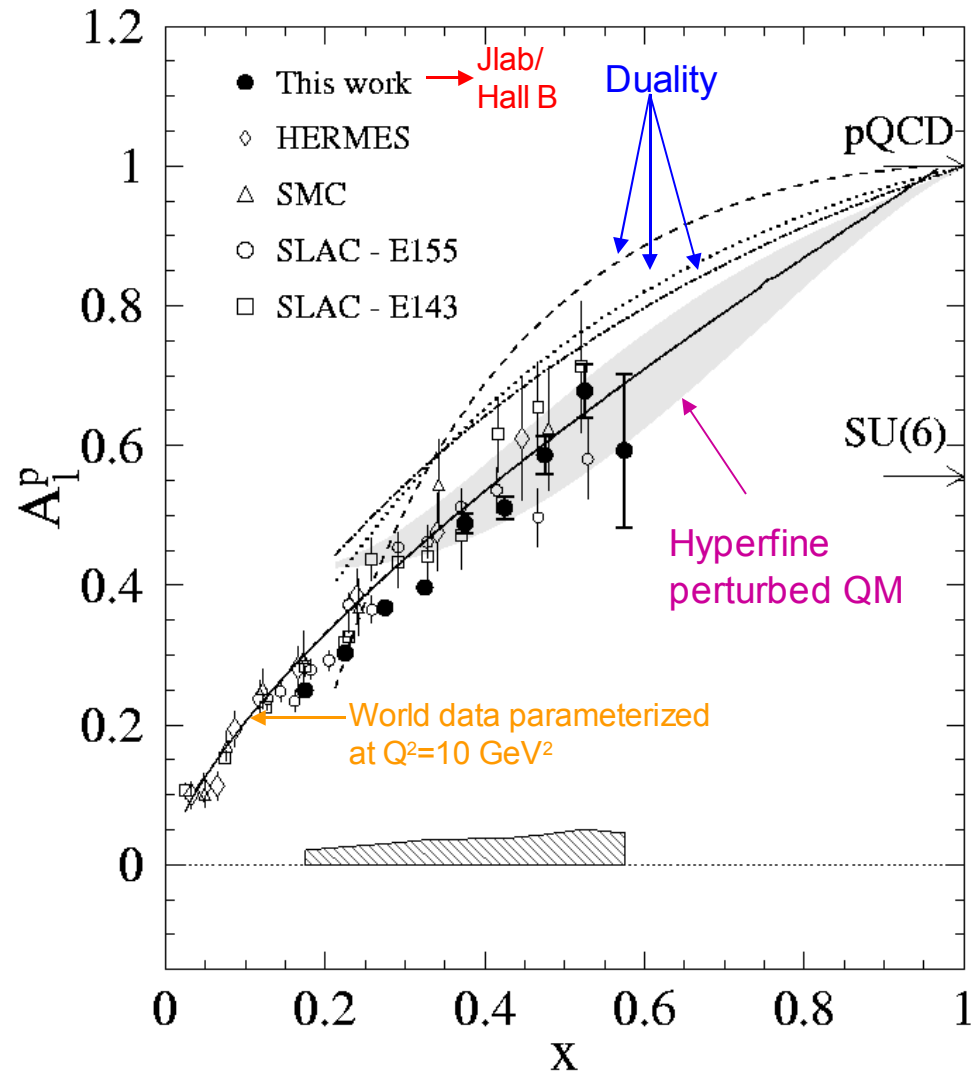 1.2
1
0.8
0.6
0.4
0.2
0
A₁ᵖ
This work
Jlab/
Hall B
HERMES
SMC
SLAC - E155
SLAC - E143
Duality
pQCD
SU(6)
Hyperfine
perturbed QM
World data parameterized
at Q²=10 GeV²
0 0.2 0.4 0.6 0.8 1
x